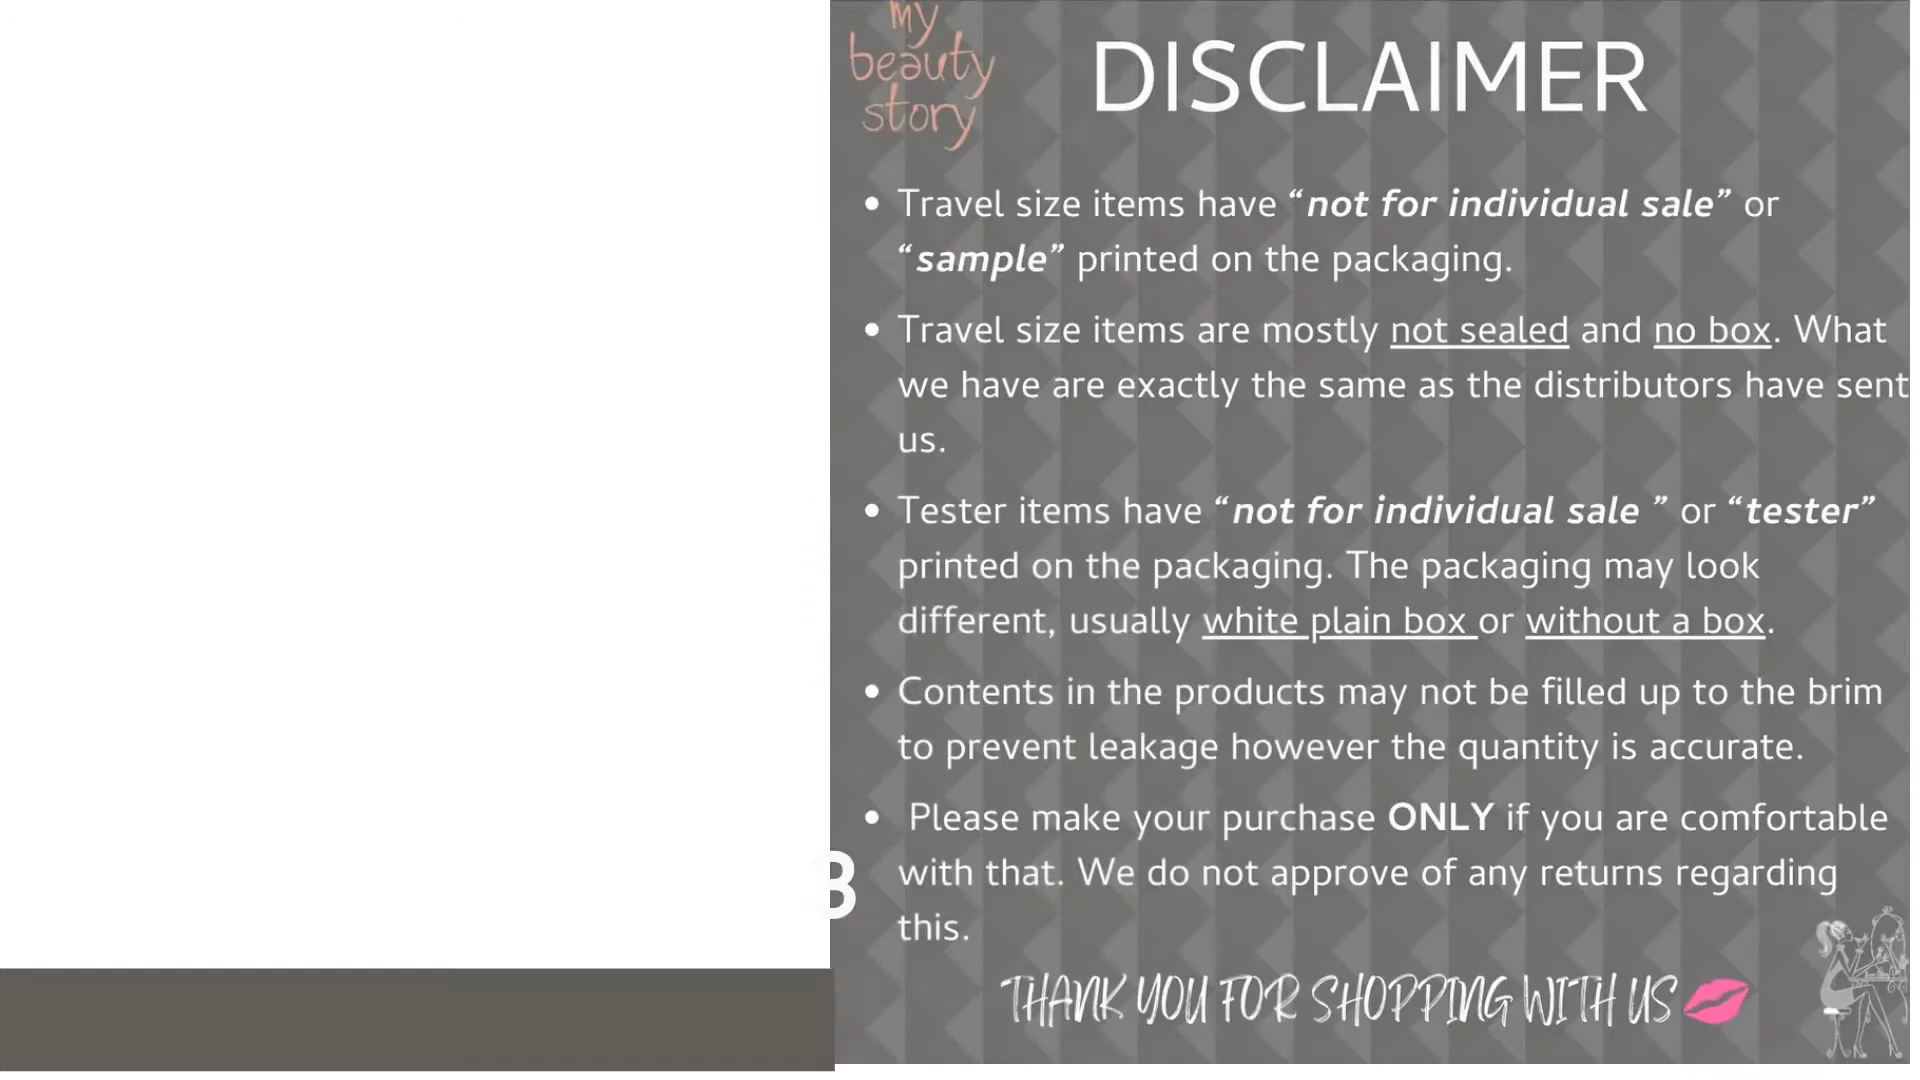 my
beauty
story
DISCLAIMER
• Travel size items have “not for individual sale” or
“sample” printed on the packaging.
• Travel size items are mostly not sealed and no box. What
we have are exactly the same as the distributors have sent
us.
• Tester items have “not for individual sale ” or “tester”
printed on the packaging. The packaging may look
different, usually white plain box or without a box.
• Contents in the products may not be filled up to the brim
to prevent leakage however the quantity is accurate.
• Please make your purchase ONLY if you are comfortable
with that. We do not approve of any returns regarding
this.
3
THANK YOU FOR SHOPPING WITH US